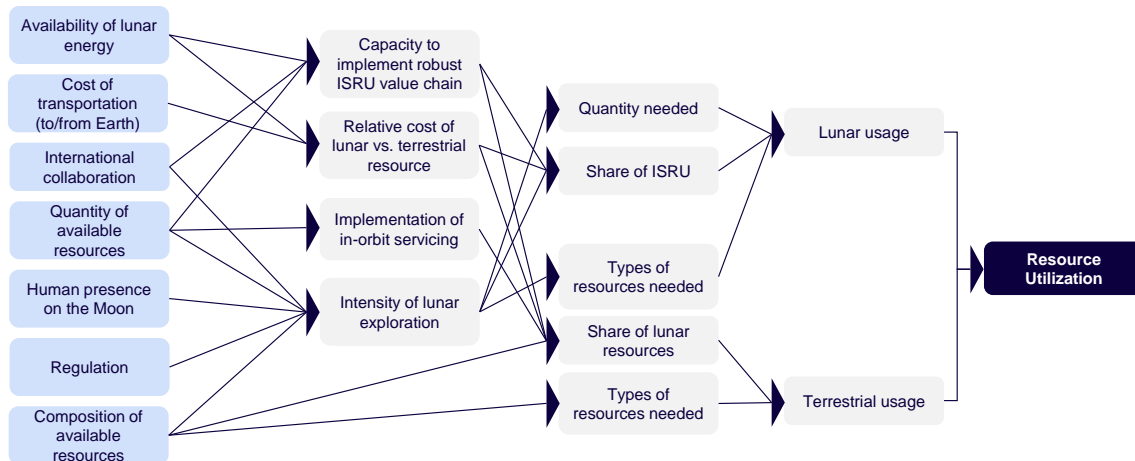 Availability of lunar
energy
Cost of
transportation
(to/from Earth)
International
collaboration
Quantity of
available
resources
Human presence
on the Moon
Regulation
Composition of
available
resources
Capacity to
implement robust
ISRU value chain
Relative cost of
lunar vs. terrestrial
resource
Implementation of
in-orbit servicing
Intensity of lunar
exploration
Quantity needed
Share of ISRU
Types of
resources needed
Share of lunar
resources
Types of
resources needed
Lunar usage
Terrestrial usage
Resource
Utilization